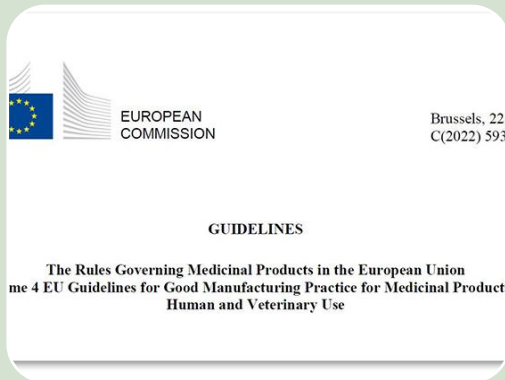 EUROPEAN
COMMISSION
Brussels, 22
C(2022) 593
GUIDELINES
The Rules Governing Medicinal Products in the European Union
me 4 EU Guidelines for Good Manufacturing Practice for Medicinal Product
Human and Veterinary Use